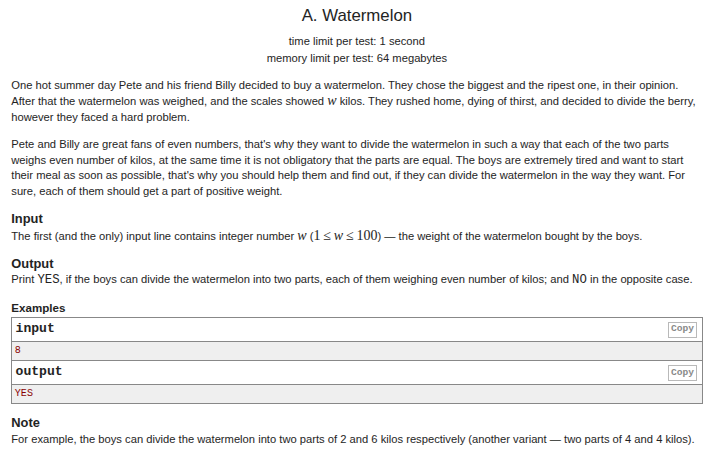 A. Watermelon
time limit per test: 1 second
memory limit per test: 64 megabytes
One hot summer day Pete and his friend Billy decided to buy a watermelon. They chose the biggest and the ripest one, in their opinion.
After that the watermelon was weighed, and the scales showed w kilos. They rushed home, dying of thirst, and decided to divide the berry,
however they faced a hard problem.
Pete and Billy are great fans of even numbers, that's why they want to divide the watermelon in such a way that each of the two parts
weighs even number of kilos, at the same time it is not obligatory that the parts are equal. The boys are extremely tired and want to start
their meal as soon as possible, that's why you should help them and find out, if they can divide the watermelon in the way they want. For
sure, each of them should get a part of positive weight.
Input
The first (and the only) input line contains integer number w (1 ≤ w ≤ 100) — the weight of the watermelon bought by the boys.
Output
Print YES, if the boys can divide the watermelon into two parts, each of them weighing even number of kilos; and NO in the opposite case.
Examples
input Copy
8
output Copy
YES
Note
For example, the boys can divide the watermelon into two parts of 2 and 6 kilos respectively (another variant — two parts of 4 and 4 kilos).